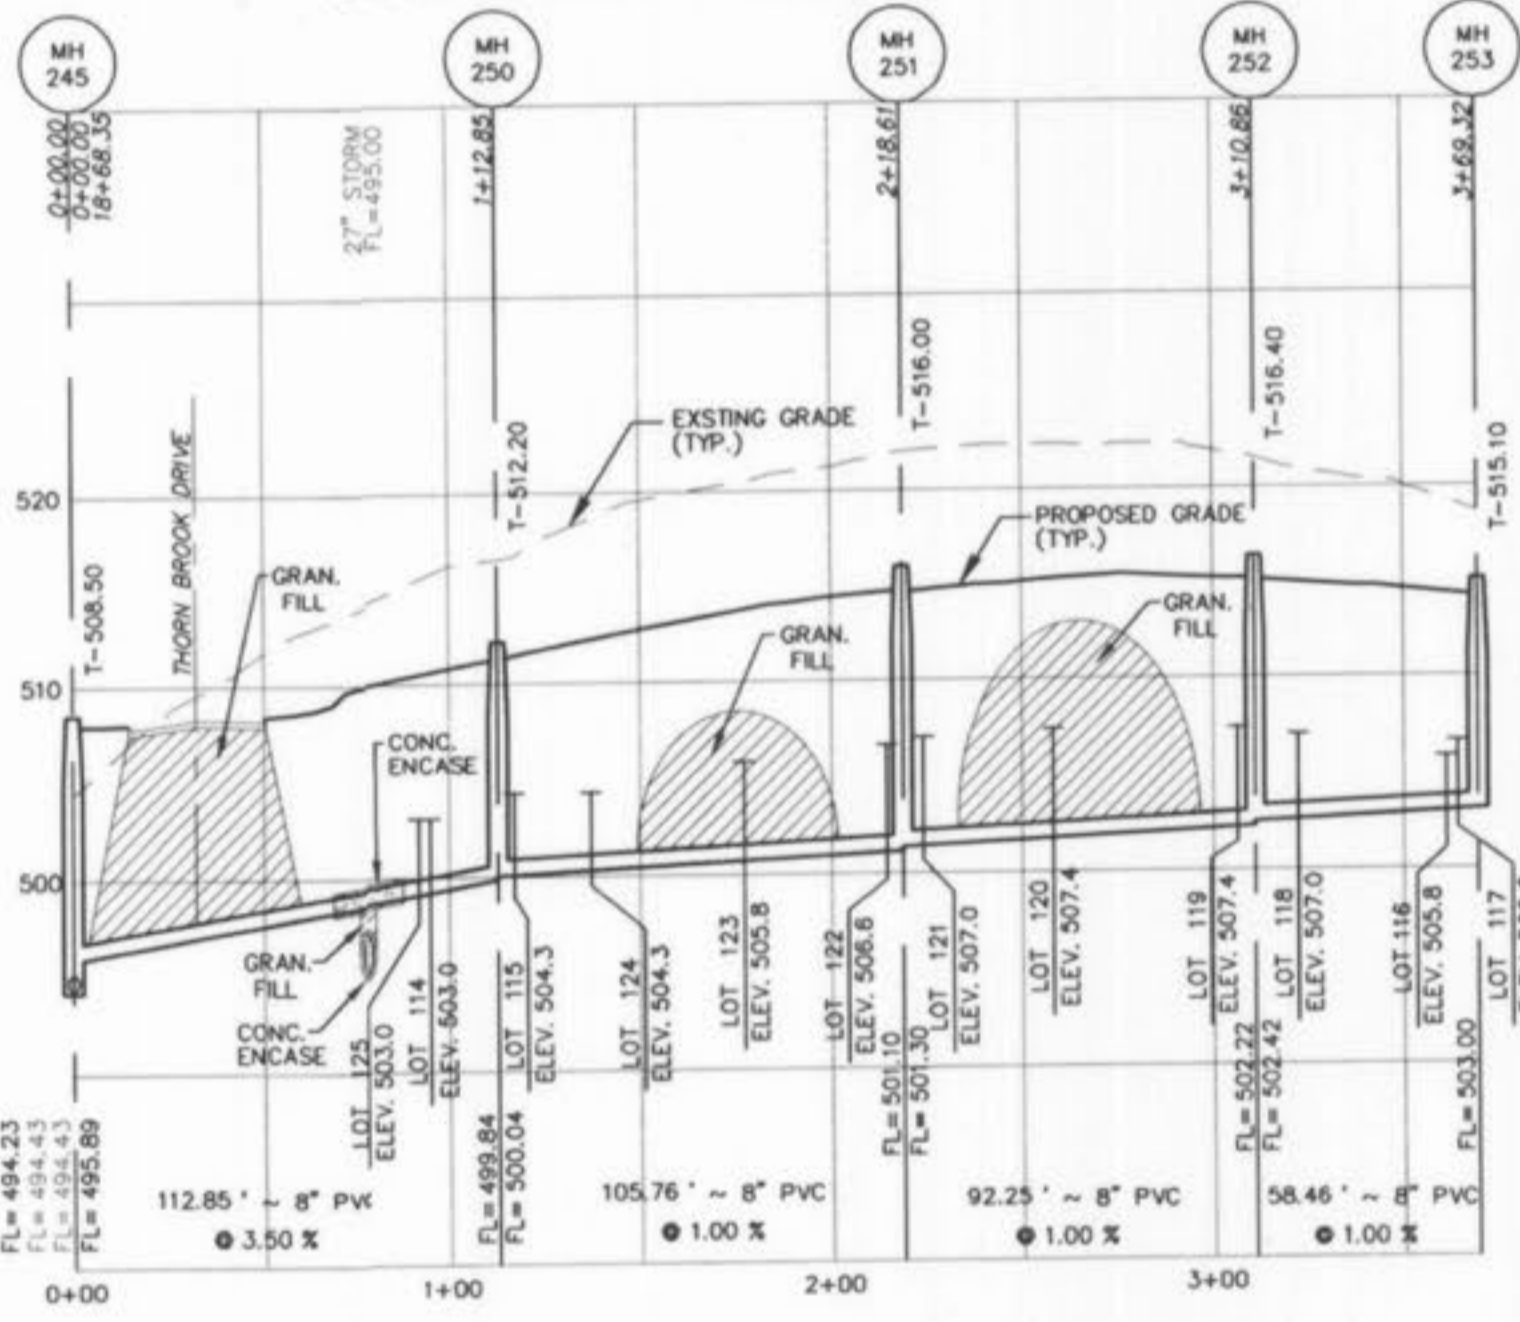 MH
245
MH
250
MH
251
MH
252
MH
253
0+00.00
0+00.00
18+68.35
27" STORM
FL=495.00
1+12.85
2+18.61
3+10.86
3+69.32
T-508.50
THORN BROOK DRIVE
T-512.20
T-516.00
T-516.40
T-515.10
EXSTING GRADE
(TYP.)
PROPOSED GRADE
(TYP.)
520
510
500
GRAN.
FILL
GRAN.
FILL
GRAN.
FILL
CONC.
ENCASE
GRAN.
FILL
CONC.
ENCASE
LOT 125
ELEV. 503.0
LOT 114
ELEV. 503.0
LOT 115
ELEV. 504.3
LOT 124
ELEV. 504.3
LOT 123
ELEV. 505.8
LOT 122
ELEV. 506.6
LOT 121
ELEV. 507.0
LOT 120
ELEV. 507.4
LOT 119
ELEV. 507.4
LOT 118
ELEV. 507.0
LOT 116
ELEV. 505.8
LOT 117
FL= 494.23
FL= 494.43
FL= 494.43
FL= 495.89
FL= 499.84
FL= 500.04
FL= 501.10
FL= 501.30
FL= 502.22
FL= 502.42
FL= 503.00
112.85 ' ~ 8" PVC
@ 3.50 %
105.76 ' ~ 8" PVC
@ 1.00 %
92.25 ' ~ 8" PVC
@ 1.00 %
58.46 ' ~ 8" PVC
@ 1.00 %
0+00
1+00
2+00
3+00